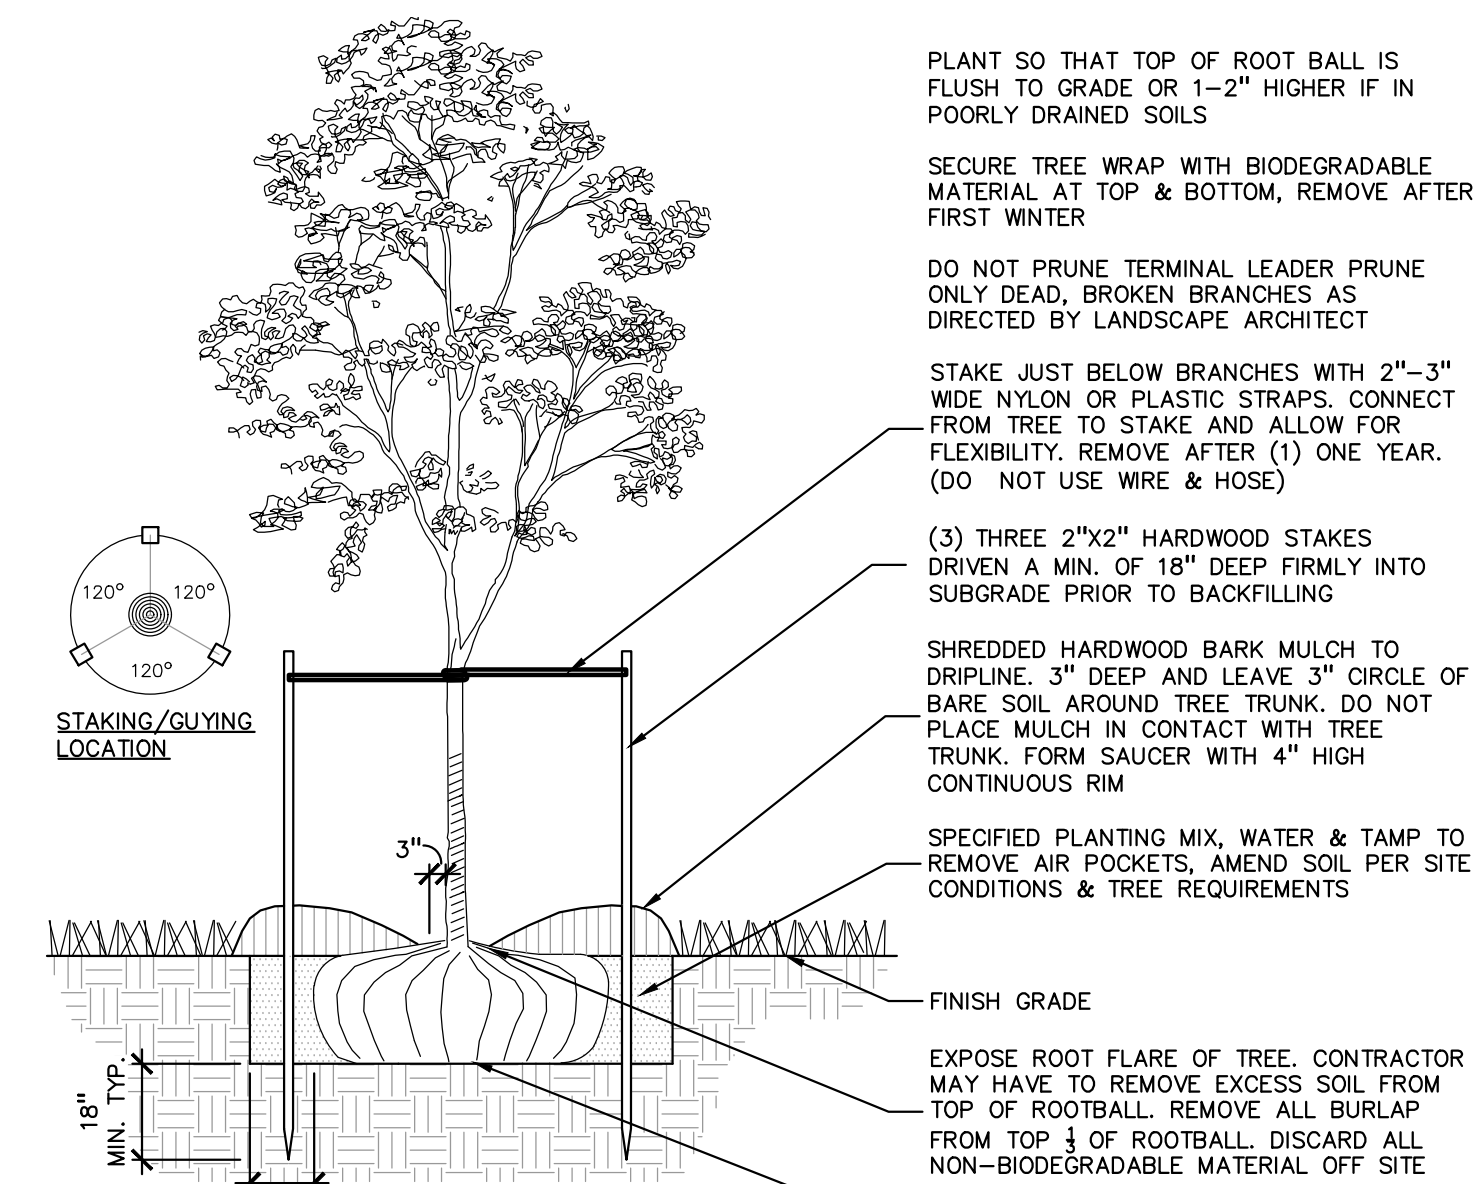 PLANT SO THAT TOP OF ROOT BALL IS
FLUSH TO GRADE OR 1-2" HIGHER IF IN
POORLY DRAINED SOILS
SECURE TREE WRAP WITH BIODEGRADABLE
MATERIAL AT TOP & BOTTOM, REMOVE AFTER
FIRST WINTER
DO NOT PRUNE TERMINAL LEADER PRUNE
ONLY DEAD, BROKEN BRANCHES AS
DIRECTED BY LANDSCAPE ARCHITECT
STAKE JUST BELOW BRANCHES WITH 2"-3"
WIDE NYLON OR PLASTIC STRAPS. CONNECT
FROM TREE TO STAKE AND ALLOW FOR
FLEXIBILITY. REMOVE AFTER (1) ONE YEAR.
(DO NOT USE WIRE & HOSE)
(3) THREE 2"X2" HARDWOOD STAKES
DRIVEN A MIN. OF 18" DEEP FIRMLY INTO
SUBGRADE PRIOR TO BACKFILLING
SHREDDED HARDWOOD BARK MULCH TO
DRIPLINE. 3" DEEP AND LEAVE 3" CIRCLE OF
BARE SOIL AROUND TREE TRUNK. DO NOT
PLACE MULCH IN CONTACT WITH TREE
TRUNK. FORM SAUCER WITH 4" HIGH
CONTINUOUS RIM
SPECIFIED PLANTING MIX, WATER & TAMP TO
REMOVE AIR POCKETS, AMEND SOIL PER SITE
CONDITIONS & TREE REQUIREMENTS
FINISH GRADE
EXPOSE ROOT FLARE OF TREE. CONTRACTOR
MAY HAVE TO REMOVE EXCESS SOIL FROM
TOP OF ROOTBALL. REMOVE ALL BURLAP
FROM TOP ⅓ OF ROOTBALL. DISCARD ALL
NON-BIODEGRADABLE MATERIAL OFF SITE
120° 120°
120°
STAKING/GUYING
LOCATION
3"
18"
MIN. TYP.